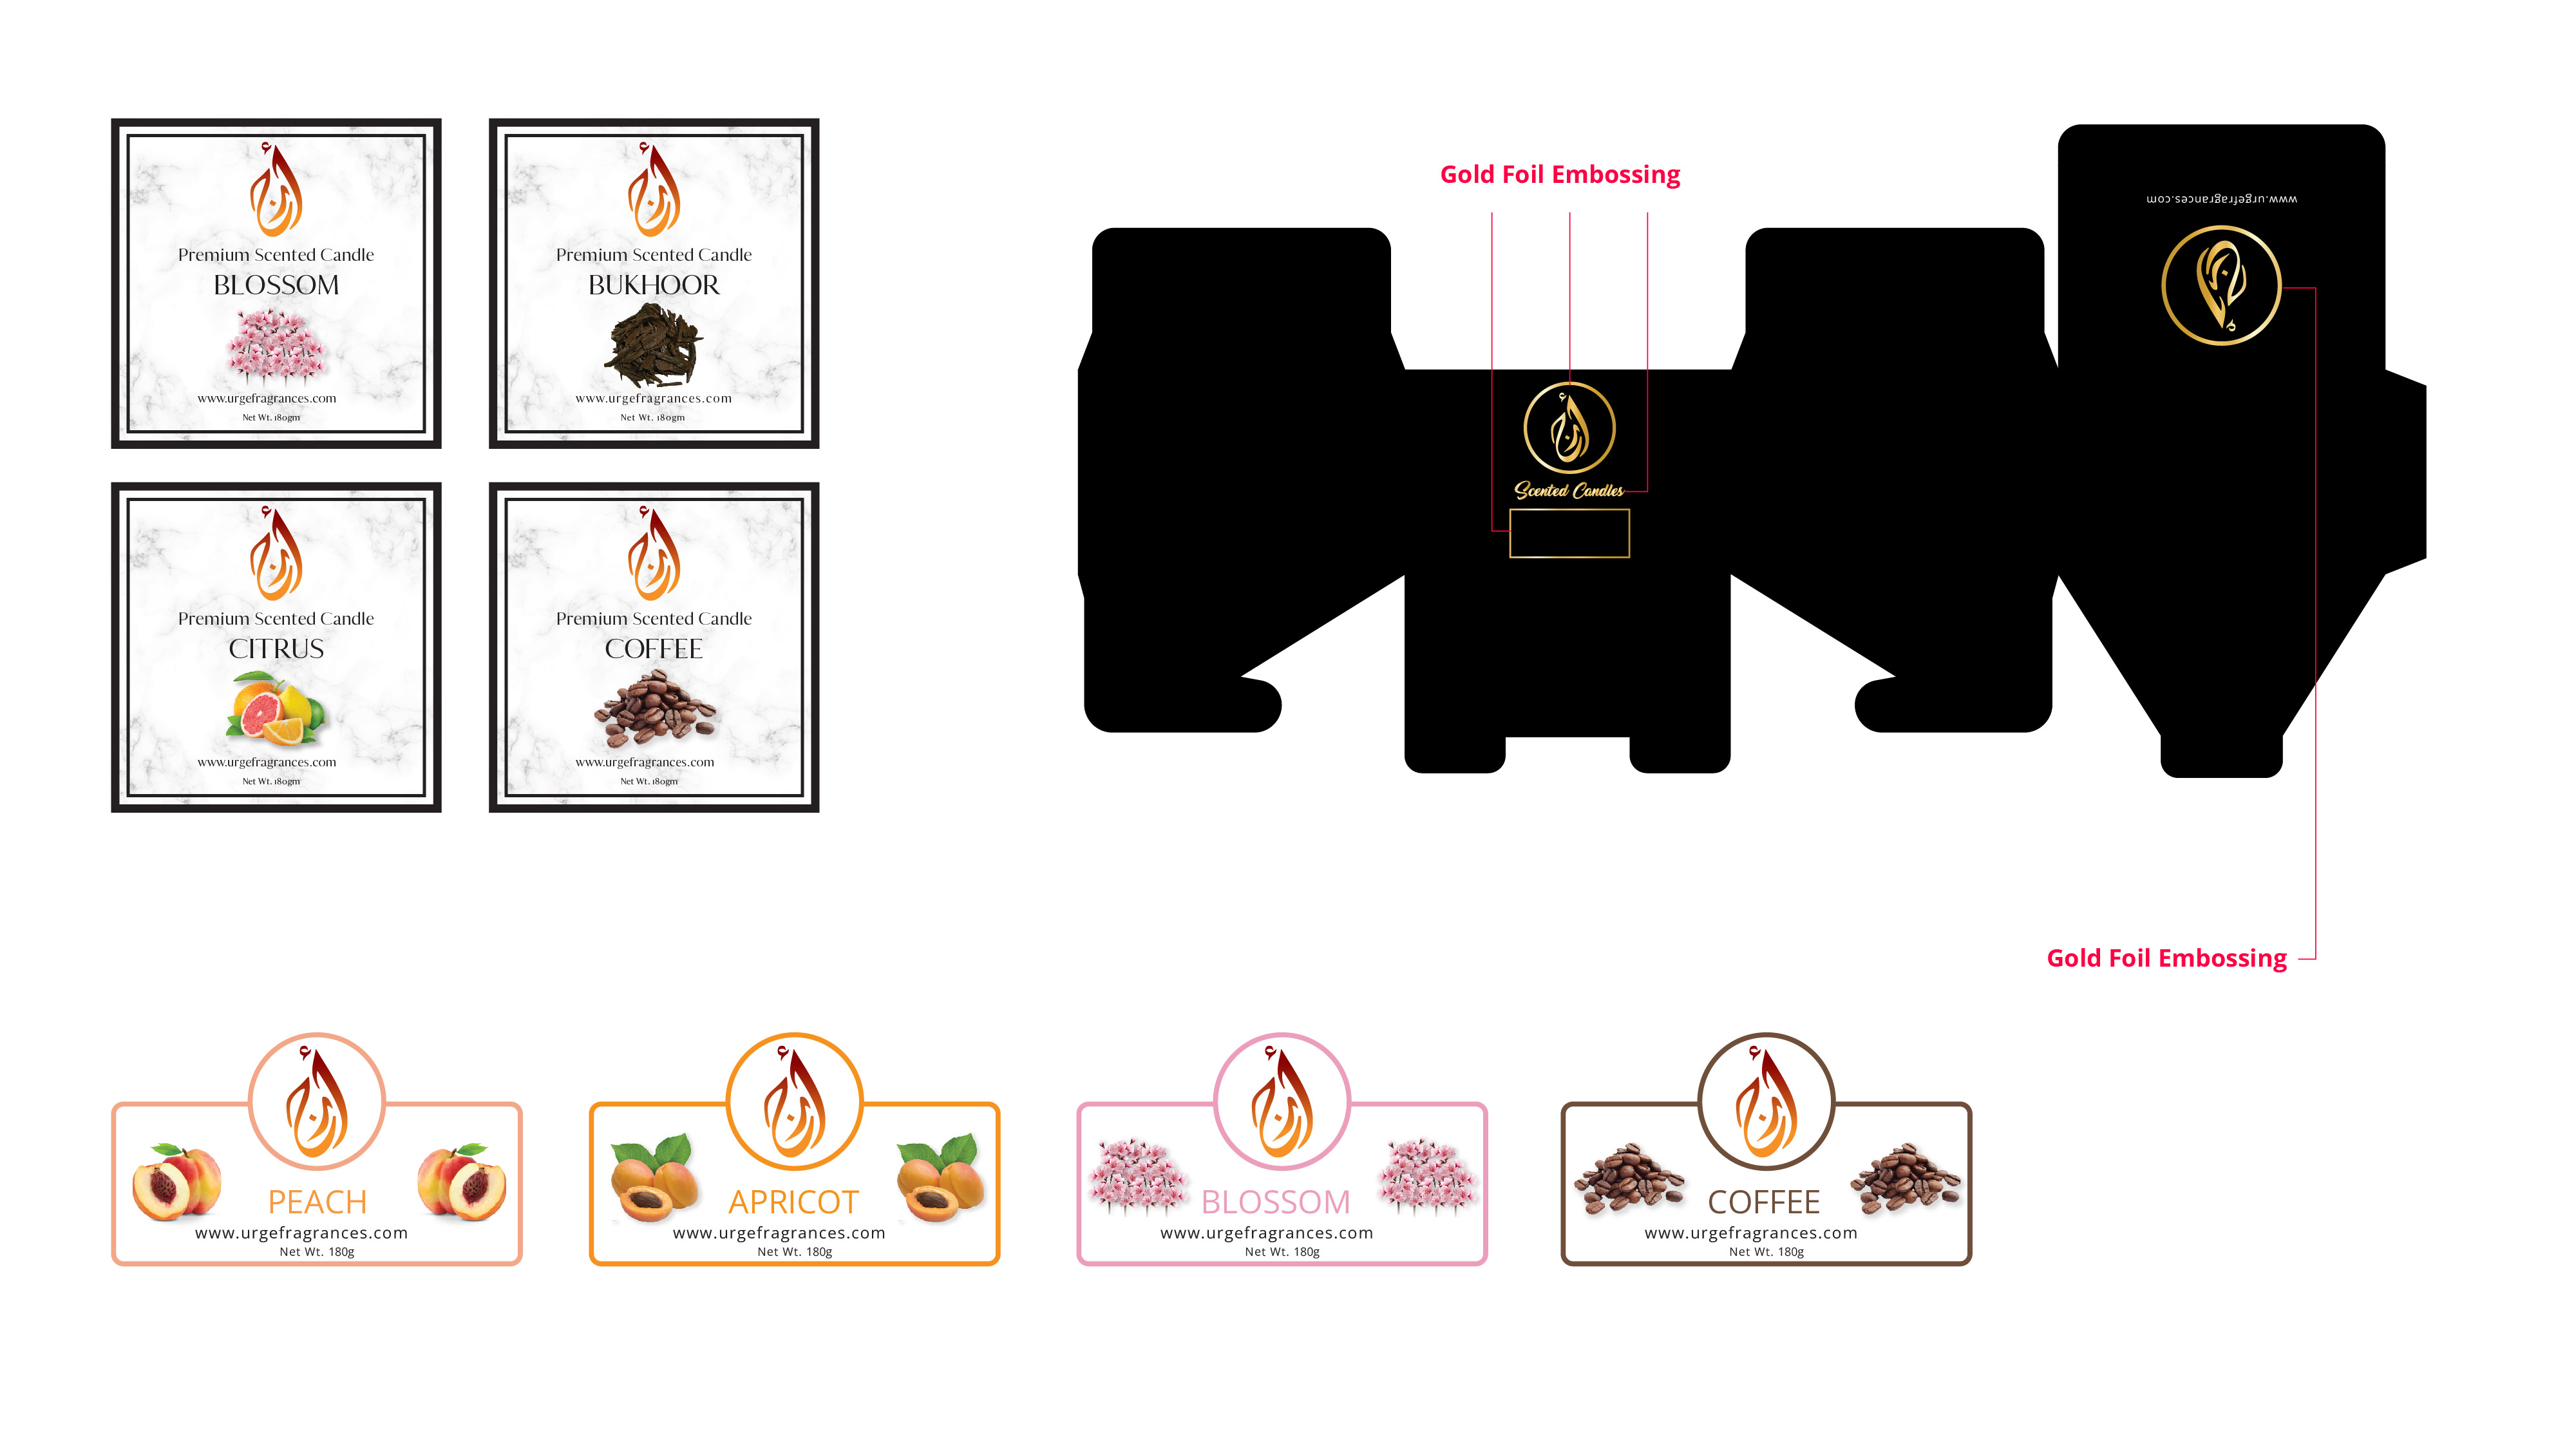 Premium Scented Candle
BLOSSOM
www.urgefragrances.com
Net Wt. 180gm
Premium Scented Candle
BUKHOOR
www.urgefragrances.com
Net Wt. 180gm
Premium Scented Candle
CITRUS
www.urgefragrances.com
Net Wt. 180gm
Premium Scented Candle
COFFEE
www.urgefragrances.com
Net Wt. 180gm
Gold Foil Embossing
Scented Candles
www.urgefragrances.com
Gold Foil Embossing
PEACH
www.urgefragrances.com
Net Wt. 180g
APRICOT
www.urgefragrances.com
Net Wt. 180g
BLOSSOM
www.urgefragrances.com
Net Wt. 180g
COFFEE
www.urgefragrances.com
Net Wt. 180g